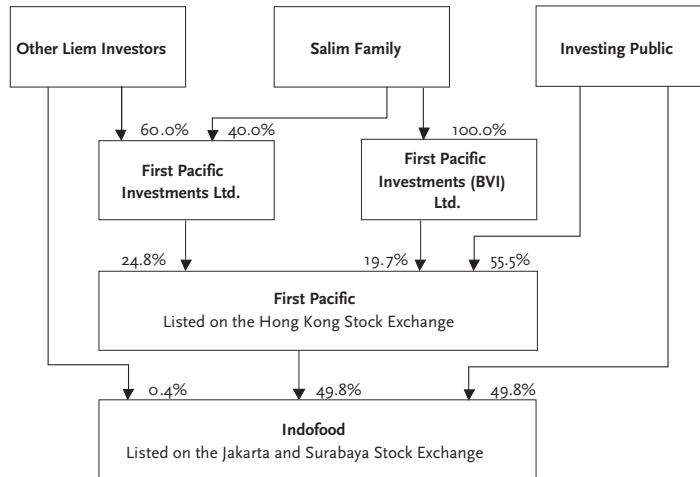 Other Liem Investors
Salim Family
Investing Public
60.0%
40.0%
100.0%
First Pacific
Investments Ltd.
First Pacific
Investments (BVI)
Ltd.
24.8%
19.7%
55.5%
First Pacific
Listed on the Hong Kong Stock Exchange
0.4%
49.8%
49.8%
Indofood
Listed on the Jakarta and Surabaya Stock Exchange